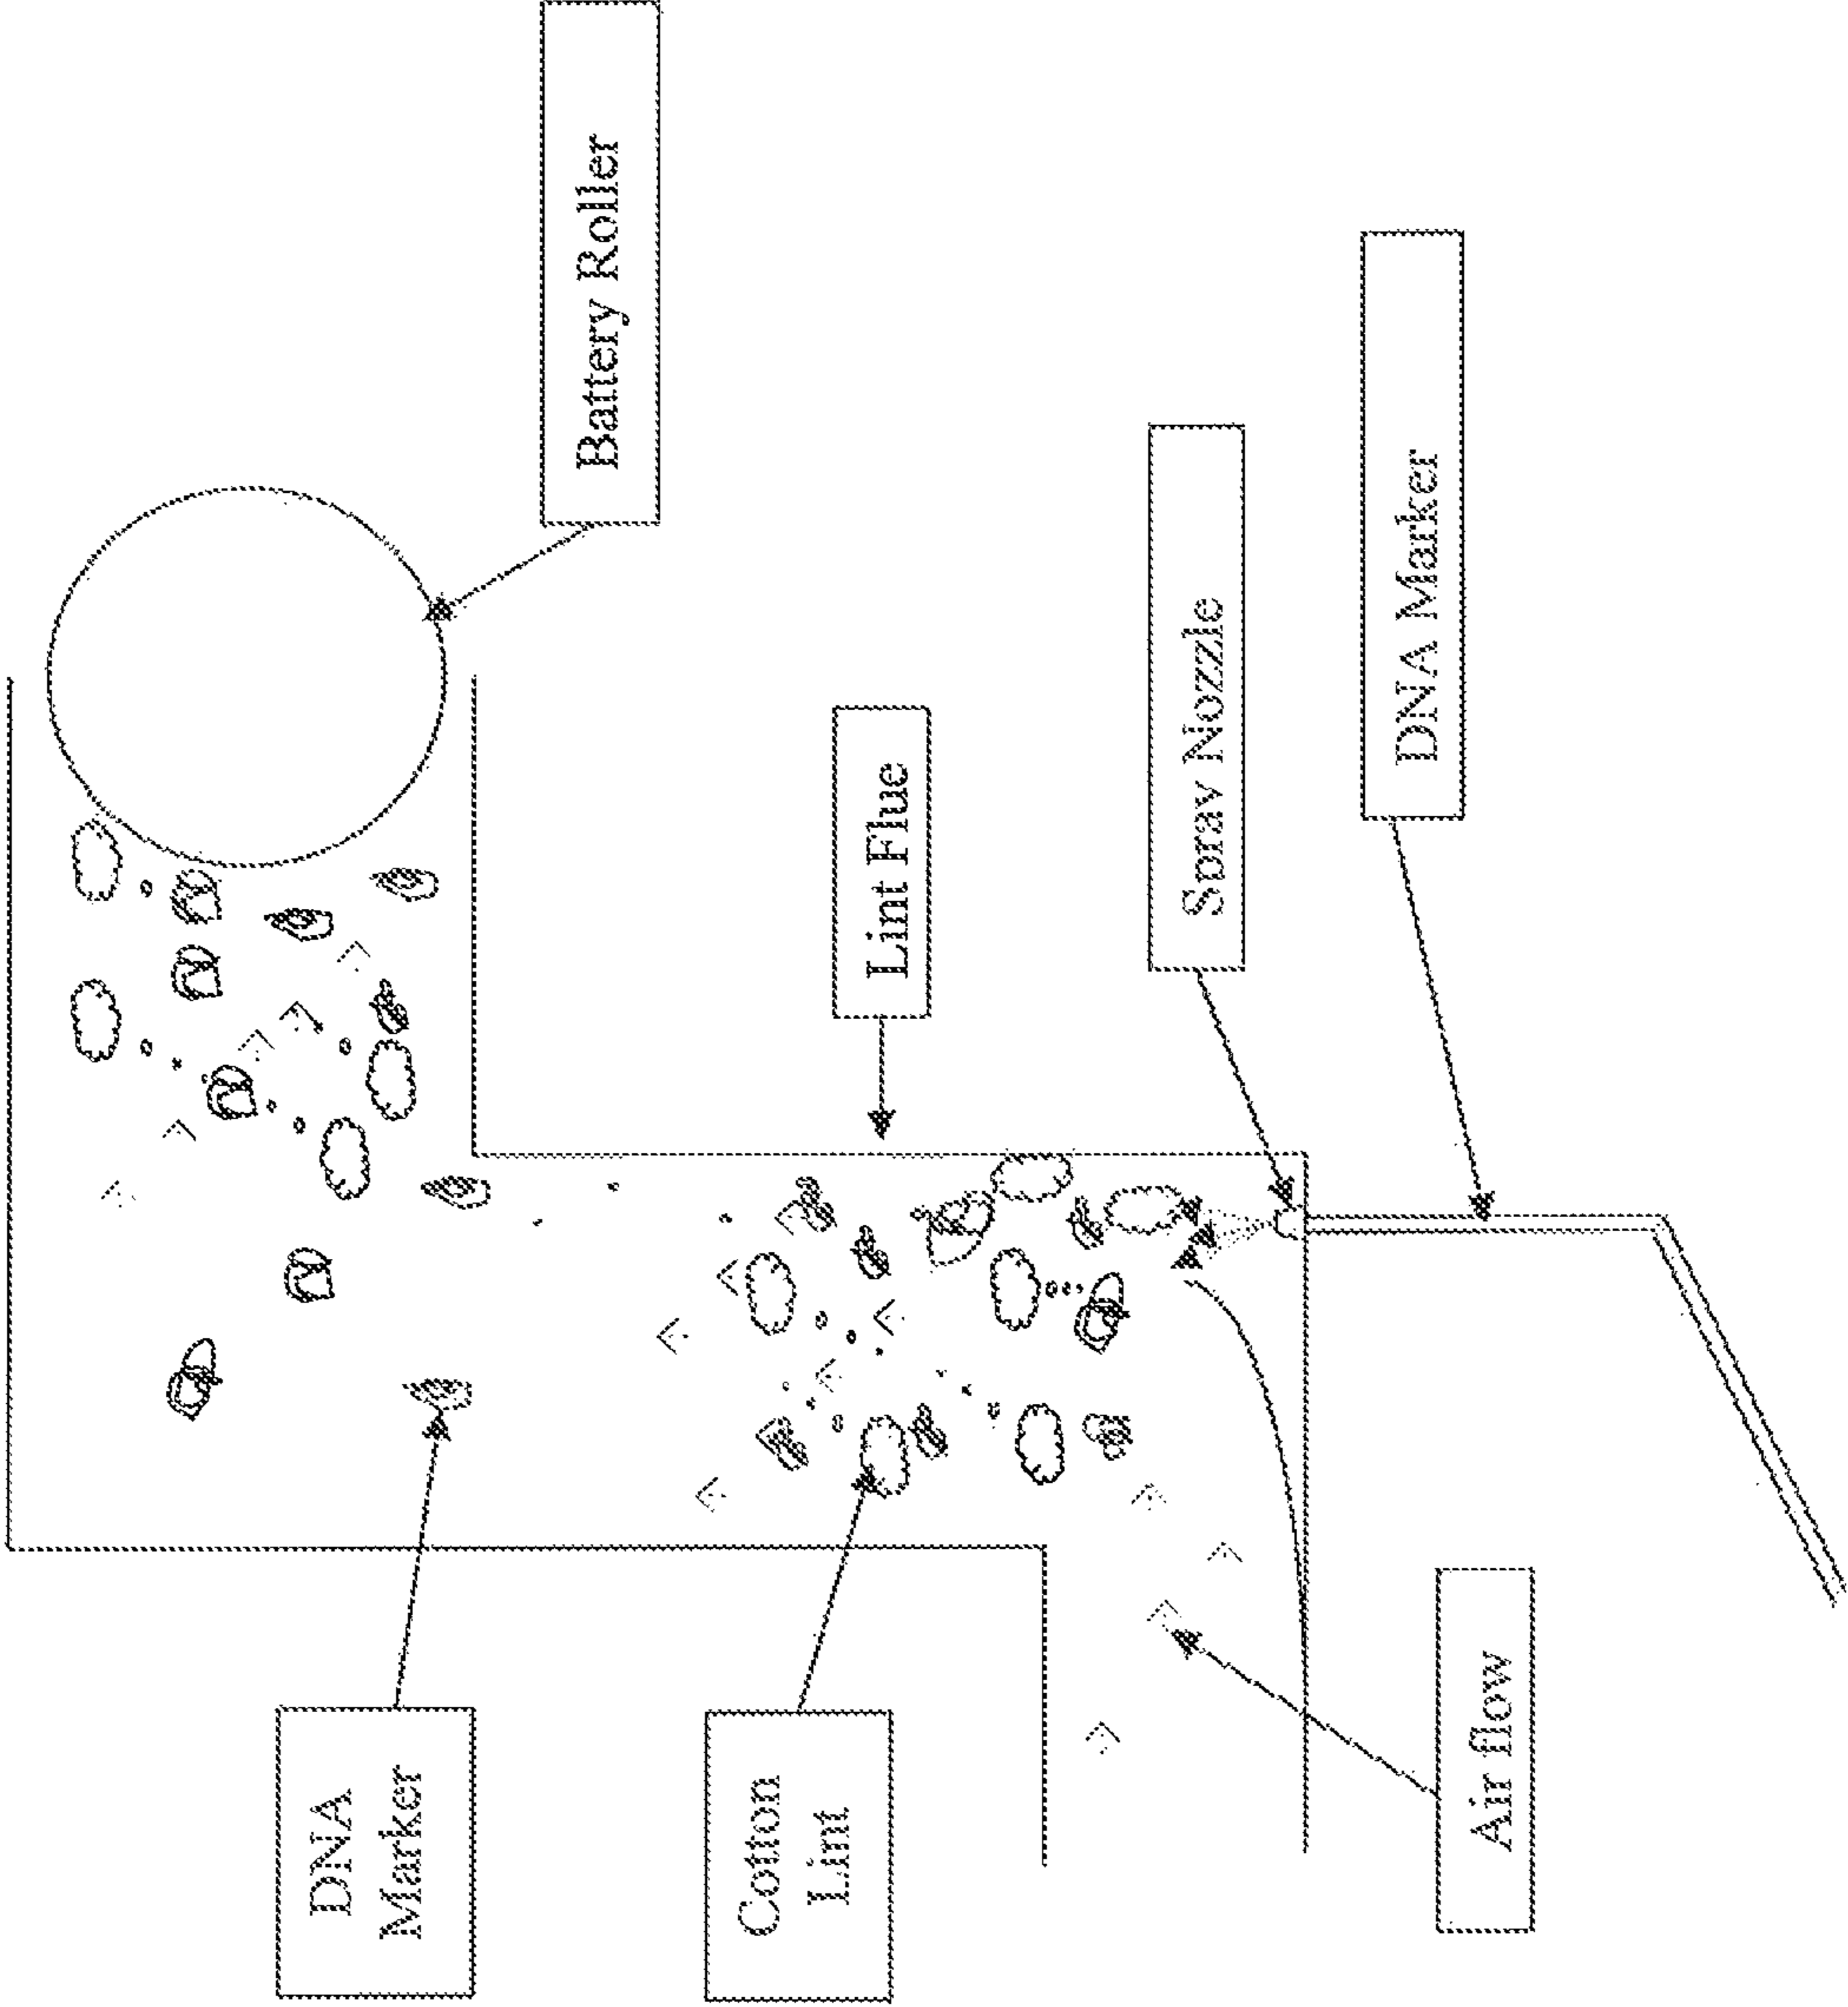 DNA
Marker
Cotton
Lint
Air flow
Lint Flue
Spray Nozzle
DNA Marker
Battery Roller